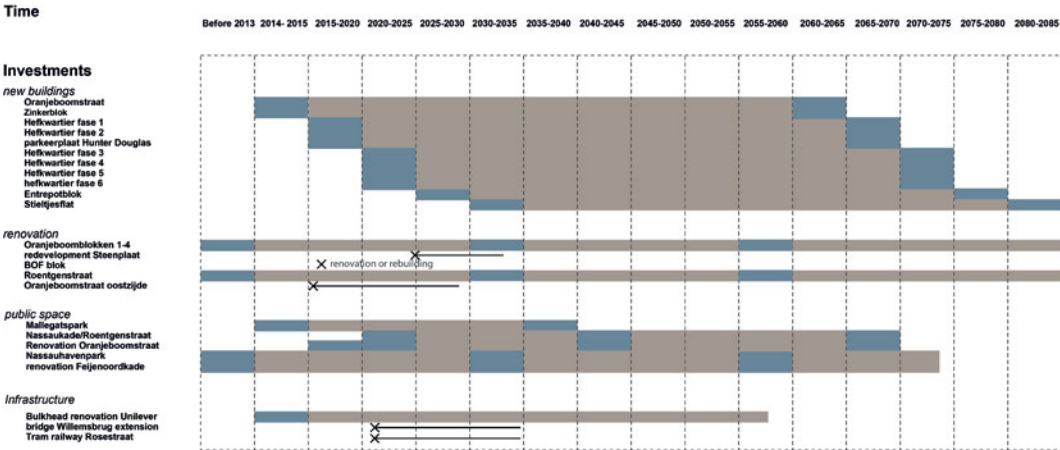 Time
Before 2013 2014- 2015 2015-2020 2020-2025 2025-2030 2030-2035 2035-2040 2040-2045 2045-2050 2050-2055 2055-2060 2060-2065 2065-2070 2070-2075 2075-2080 2080-2085
Investments
new buildings
Oranjeboomstraat
Zinkerblok
Hefkwartier fase 1
Hefkwartier fase 2
parkeerplaat Hunter Douglas
Hefkwartier fase 3
Hefkwartier fase 4
Hefkwartier fase 5
hefkwartier fase 6
Entrepotblok
Stieltjesflat
renovation
Oranjeboomblokken 1-4
redevelopment Steenplaat
BOF blok
renovation or rebuilding
Roentgenstraat
Oranjeboomstraat oostzijde
public space
Mallegatspark
Nassaukade/Roentgenstraat
Renovation Oranjeboomstraat
Nassauhavenpark
renovation Feijenoordkade
Infrastructure
Bulkhead renovation Unilever
bridge Willemsbrug extension
Tram railway Rosestraat